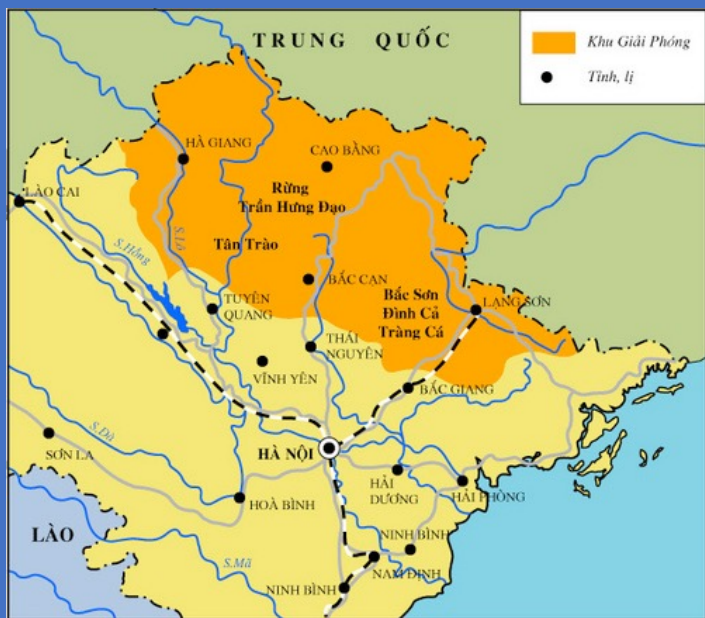 TRUNG QUỐC
Khu Giải Phóng
Tỉnh, lị
HÀ GIANG
CAO BẰNG
LÀO CAI
Rừng
Trần Hưng Đạo
S.Lô
S.Hồng
Tân Trào
BẮC CẠN
Bắc Sơn
Đình Cả
Tràng Cá
LẠNG SƠN
TUYÊN
QUANG
THÁI
NGUYÊN
VĨNH YÊN
BẮC GIANG
S.Đà
SƠN LA
HÀ NỘI
HẢI
DƯƠNG
HẢI PHÒNG
HOÀ BÌNH
LÀO
NINH BÌNH
S.Mã
NAM ĐỊNH
NINH BÌNH